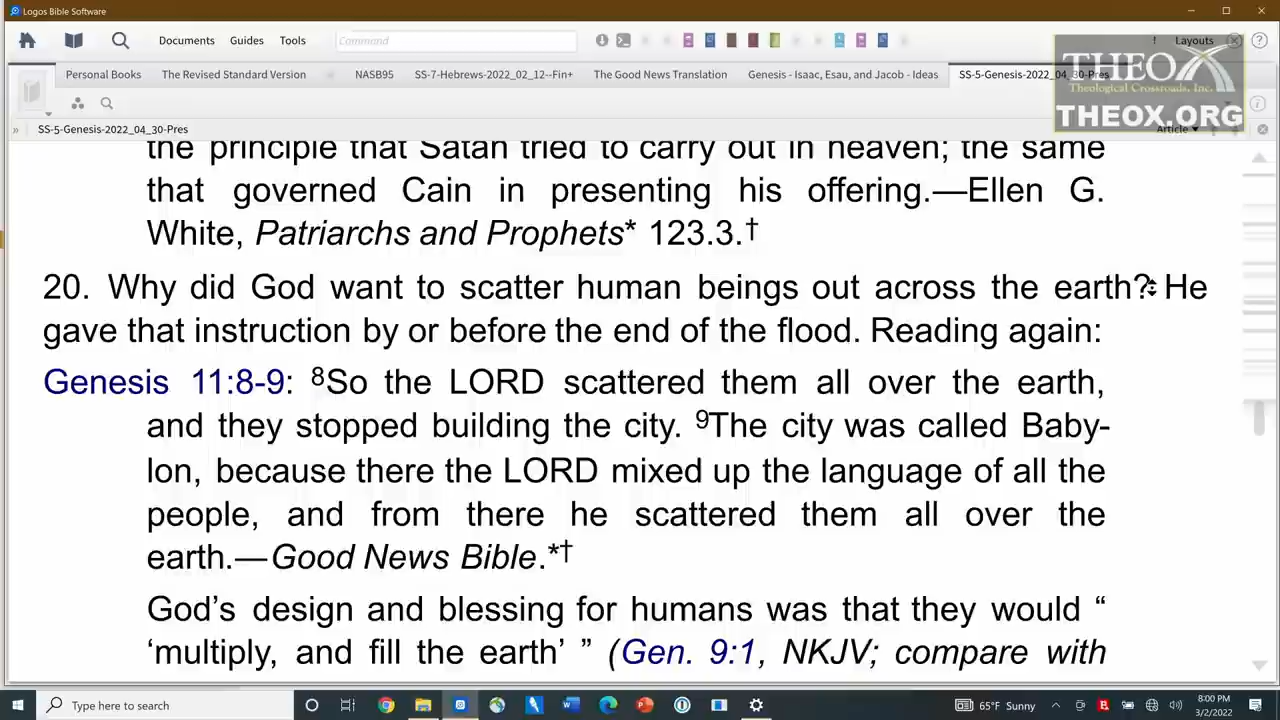 Logos Bible Software
Documents Guides Tools Command Layouts
Personal Books The Revised Standard Version NASB95 SS-7-Hebrews-2022_02_12--Fin+ The Good News Translation Genesis - Isaac, Esau, and Jacob - Ideas SS-5-Genesis-2022_04_30-Pres
THEOX
Theological Crossroads, Inc.
THEOX.ORG
SS-5-Genesis-2022_04_30-Pres Article
the principle that Satan tried to carry out in heaven; the same
that governed Cain in presenting his offering.—Ellen G.
White, Patriarchs and Prophets* 123.3.†
20. Why did God want to scatter human beings out across the earth? He
gave that instruction by or before the end of the flood. Reading again:
Genesis 11:8-9: 8So the LORD scattered them all over the earth,
and they stopped building the city. 9The city was called Baby-
lon, because there the LORD mixed up the language of all the
people, and from there he scattered them all over the
earth.—Good News Bible.*†
God’s design and blessing for humans was that they would “
‘multiply, and fill the earth’ ” (Gen. 9:1, NKJV; compare with
Type here to search 65°F Sunny 8:00 PM
3/2/2022